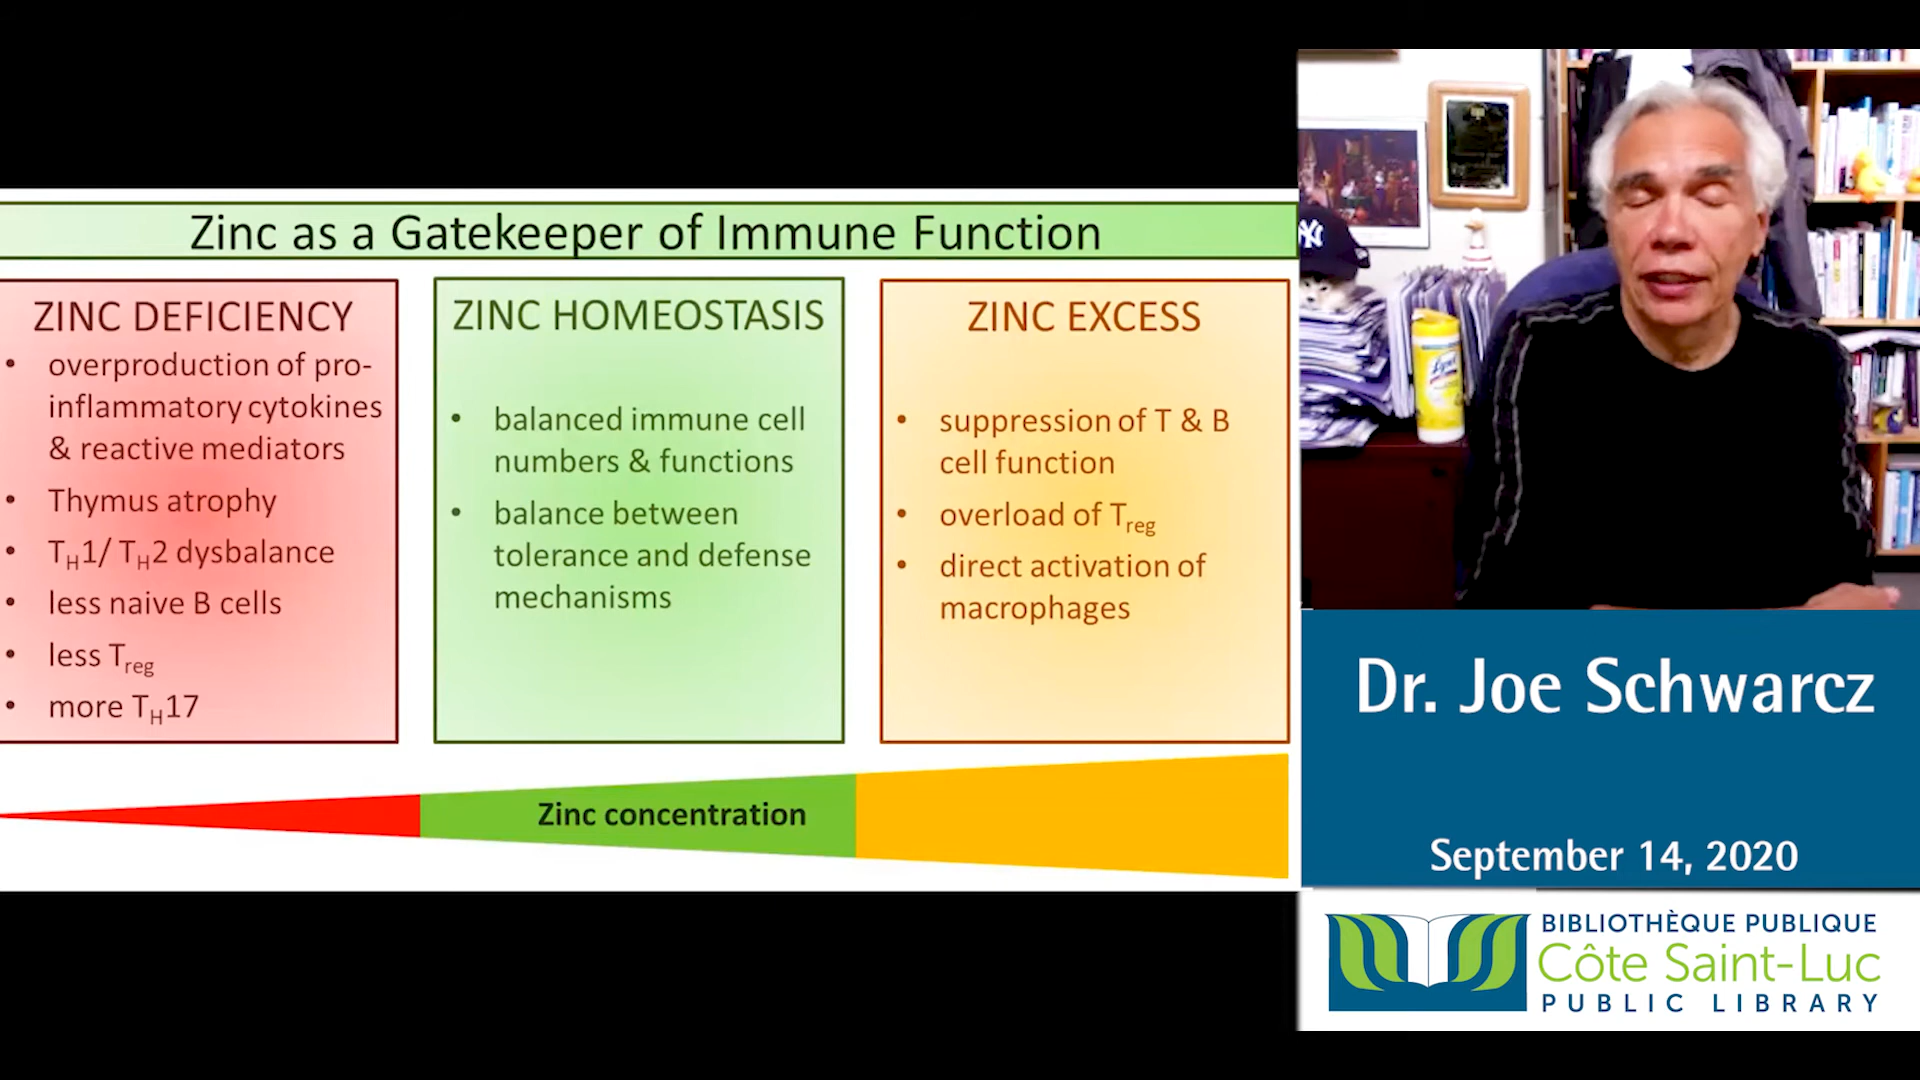 Zinc as a Gatekeeper of Immune Function
ZINC DEFICIENCY
• overproduction of pro-
inflammatory cytokines
& reactive mediators
• Thymus atrophy
• TH1/ TH2 dysbalance
• less naive B cells
• less Treg
• more TH17
ZINC HOMEOSTASIS
• balanced immune cell
numbers & functions
• balance between
tolerance and defense
mechanisms
ZINC EXCESS
• suppression of T & B
cell function
• overload of Treg
• direct activation of
macrophages
Zinc concentration
NY
Lysol
Dr. Joe Schwarcz
September 14, 2020
BIBLIOTHÈQUE PUBLIQUE
Côte Saint-Luc
PUBLIC LIBRARY